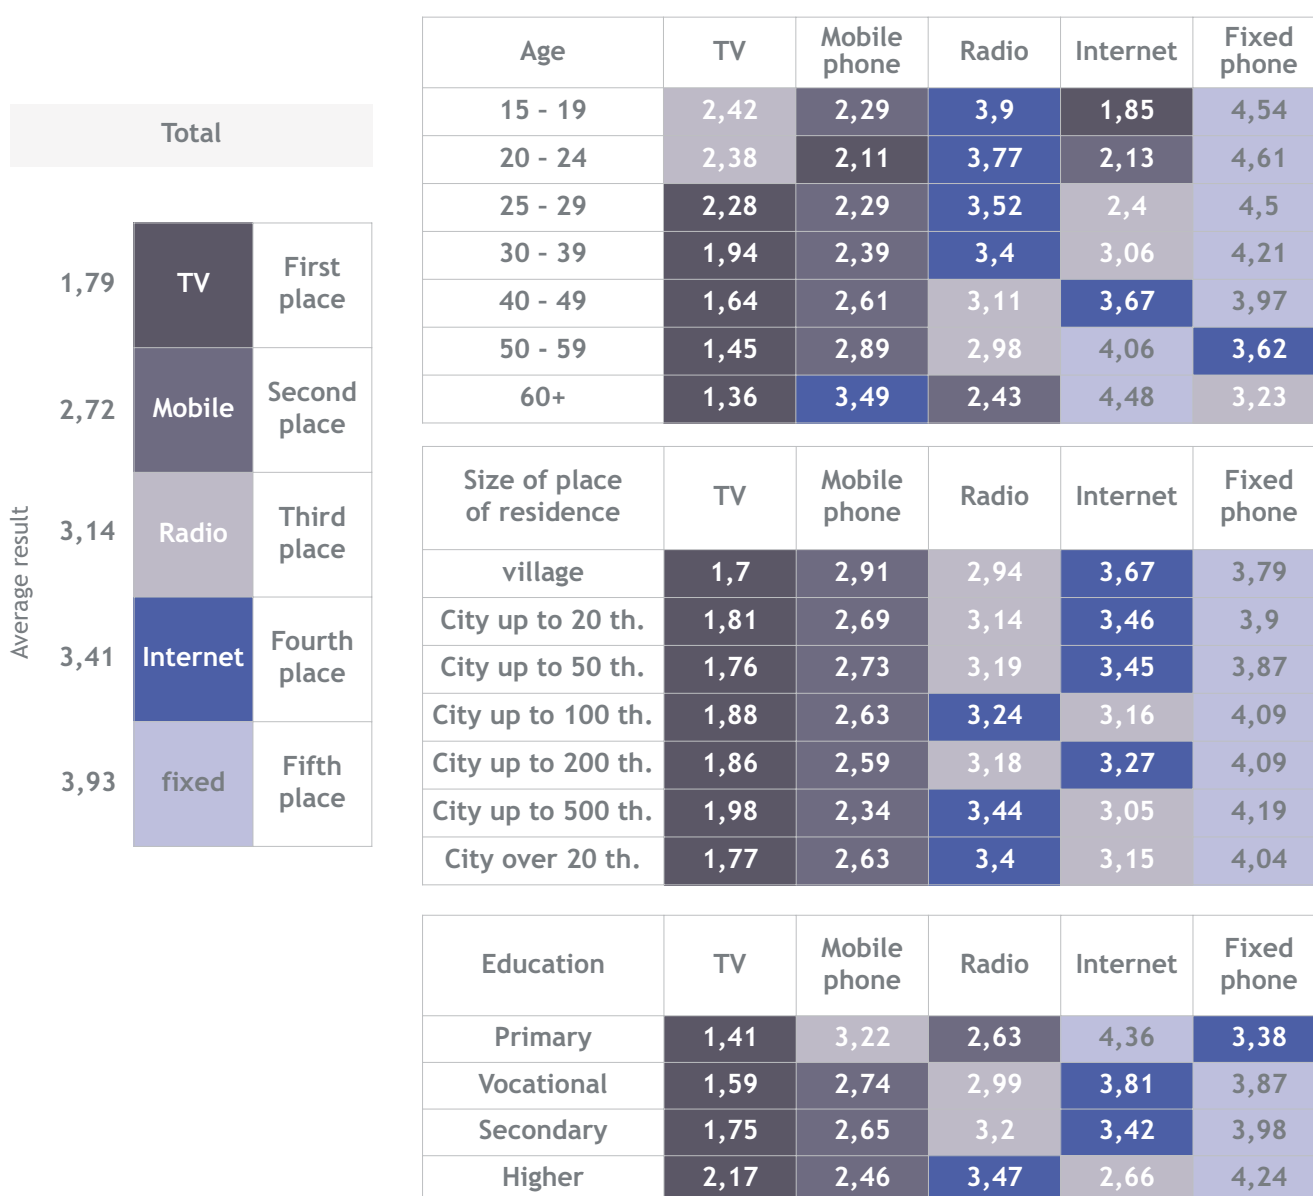 Total
Average result
1,79 TV First place
2,72 Mobile Second place
3,14 Radio Third place
3,41 Internet Fourth place
3,93 fixed Fifth place
Age TV Mobile phone Radio Internet Fixed phone
15 – 19 2,42 2,29 3,9 1,85 4,54
20 – 24 2,38 2,11 3,77 2,13 4,61
25 – 29 2,28 2,29 3,52 2,4 4,5
30 – 39 1,94 2,39 3,4 3,06 4,21
40 – 49 1,64 2,61 3,11 3,67 3,97
50 - 59 1,45 2,89 2,98 4,06 3,62
60+ 1,36 3,49 2,43 4,48 3,23
Size of place of residence TV Mobile phone Radio Internet Fixed phone
village 1,7 2,91 2,94 3,67 3,79
City up to 20 th. 1,81 2,69 3,14 3,46 3,9
City up to 50 th. 1,76 2,73 3,19 3,45 3,87
City up to 100 th. 1,88 2,63 3,24 3,16 4,09
City up to 200 th. 1,86 2,59 3,18 3,27 4,09
City up to 500 th. 1,98 2,34 3,44 3,05 4,19
City over 20 th. 1,77 2,63 3,4 3,15 4,04
Education TV Mobile phone Radio Internet Fixed phone
Primary 1,41 3,22 2,63 4,36 3,38
Vocational 1,59 2,74 2,99 3,81 3,87
Secondary 1,75 2,65 3,2 3,42 3,98
Higher 2,17 2,46 3,47 2,66 4,24